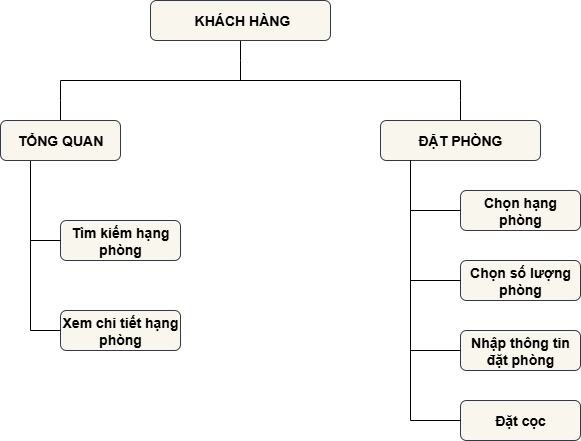 KHÁCH HÀNG
TỔNG QUAN
ĐẶT PHÒNG
Tìm kiếm hạng
phòng
Xem chi tiết hạng
phòng
Chọn hạng
phòng
Chọn số lượng
phòng
Nhập thông tin
đặt phòng
Đặt cọc